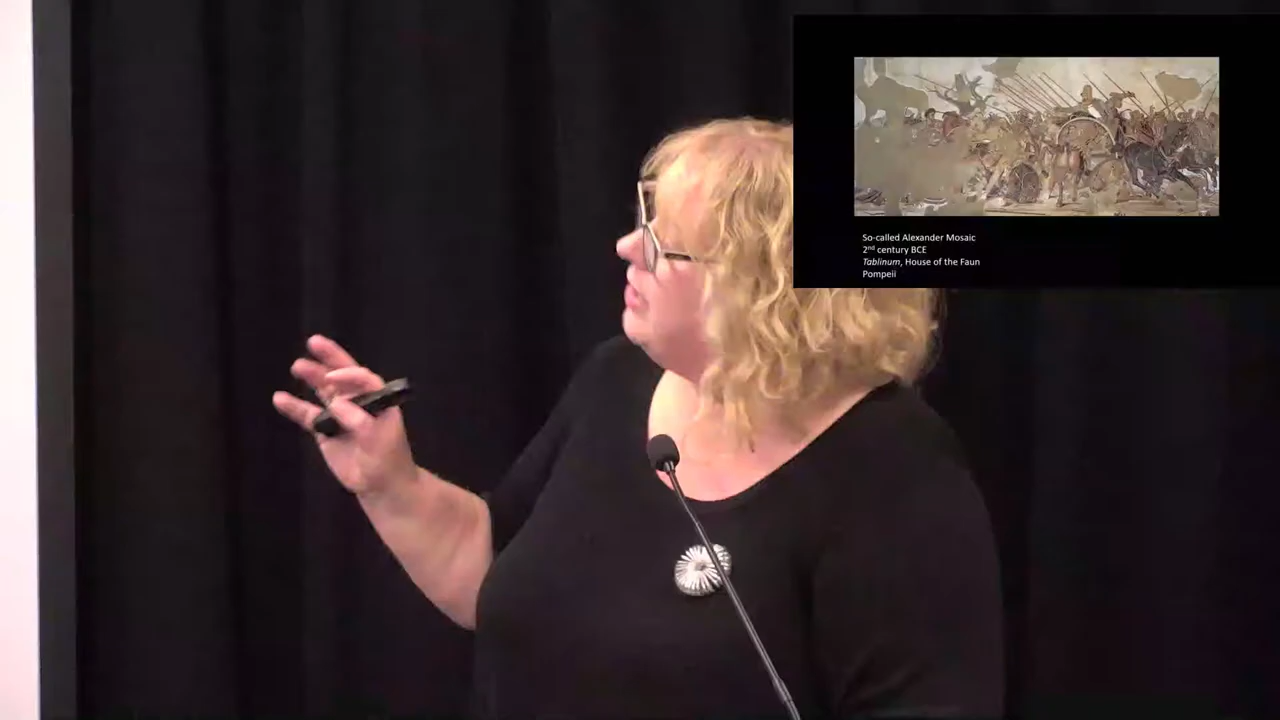 So-called Alexander Mosaic
2nd century BCE
Tablinum, House of the Faun
Pompeii